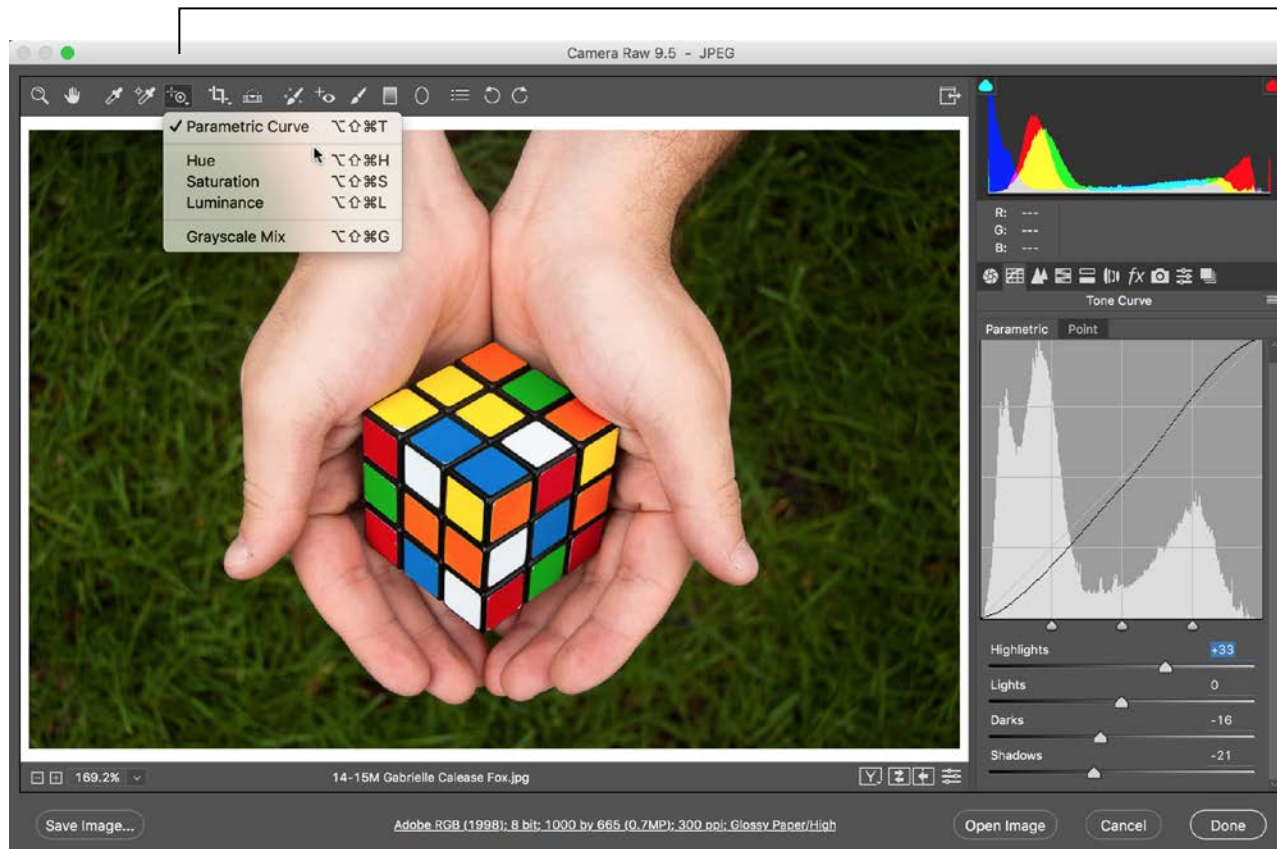 Camera Raw 9.5 - JPEG
✓ Parametric Curve ⌥⇧⌘T
Hue ⌥⇧⌘H
Saturation ⌥⇧⌘S
Luminance ⌥⇧⌘L
Grayscale Mix ⌥⇧⌘G
R: ---
G: ---
B: ---
fx
Tone Curve
Parametric Point
Highlights +33
Lights 0
Darks -16
Shadows -21
169.2%
14-15M Gabrielle Calease Fox.jpg
Y
Save Image...
Adobe RGB (1998); 8 bit; 1000 by 665 (0.7MP); 300 ppi; Glossy Paper/High
Open Image
Cancel
Done